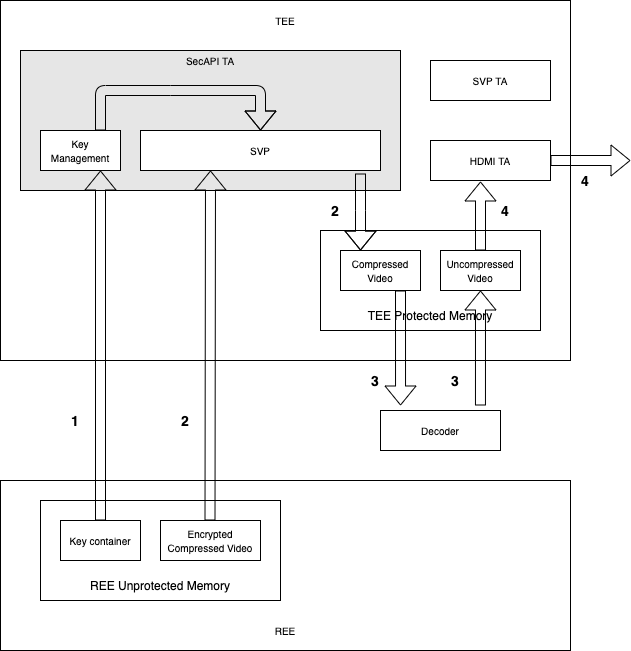 TEE
SecAPI TA
SVP TA
Key
Management
SVP
HDMI TA
4
2
4
Compressed
Video
Uncompressed
Video
TEE Protected Memory
3
3
1
2
Decoder
Key container
Encrypted
Compressed Video
REE Unprotected Memory
REE